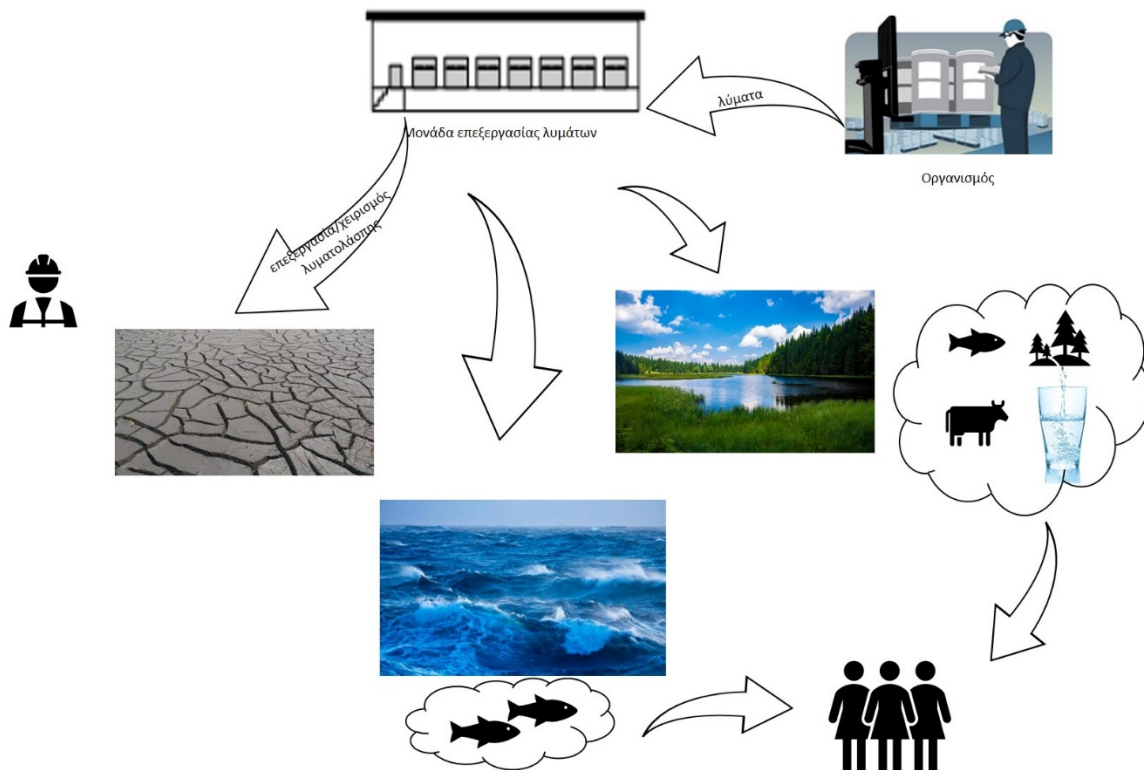 λύματα
Μονάδα επεξεργασίας λυμάτων
Οργανισμός
επεξεργασία/χειρισμός
λυματολάσπης